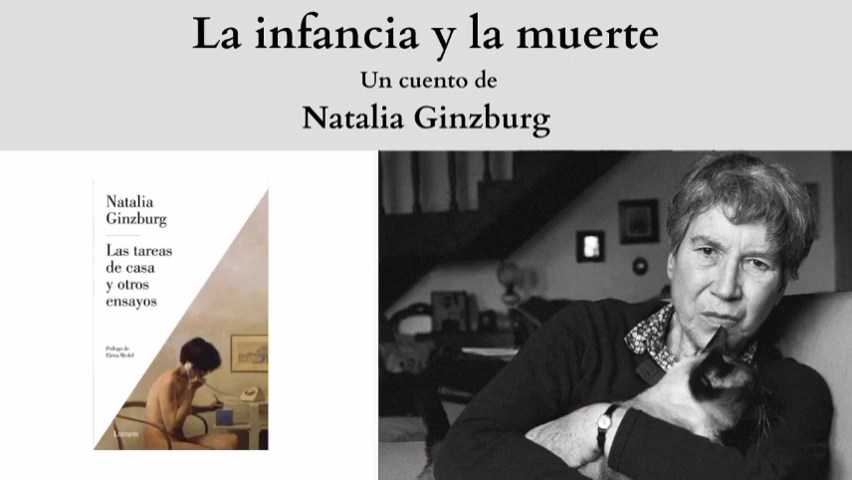 La infancia y la muerte
Un cuento de
Natalia Ginzburg
Natalia
Ginzburg
Las tareas
de casa
y otros
ensayos
Prólogo de
Elena Medel
Lumen